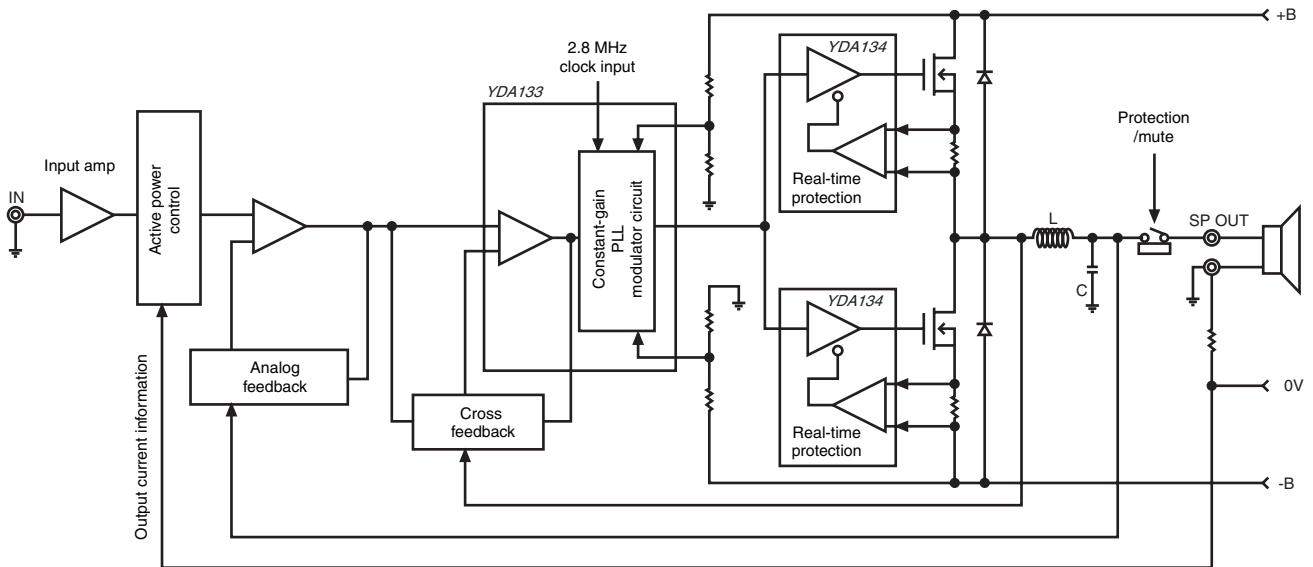 +B
YDA134
2.8 MHz
clock input
YDA133
Protection
/mute
Input amp
IN
Active power
control
Constant-gain
PLL
modulator circuit
Real-time
protection
L
SP OUT
C
YDA134
Analog
feedback
Cross
feedback
Real-time
protection
0V
-B
Output current information